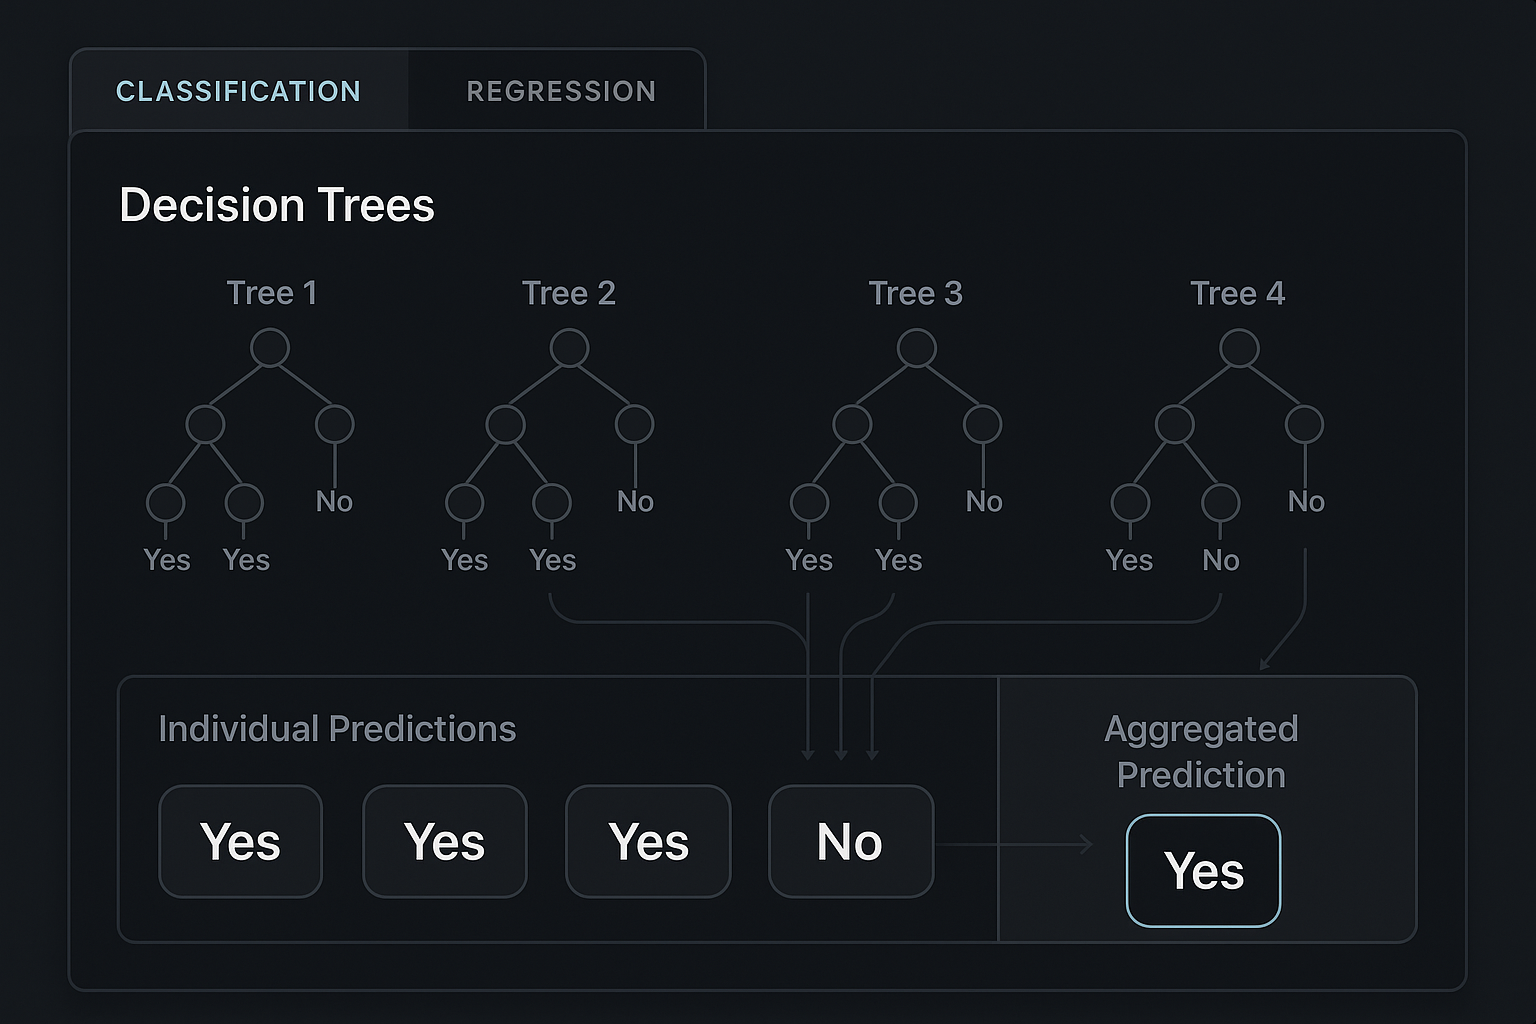 CLASSIFICATION REGRESSION
Decision Trees
Tree 1 Tree 2 Tree 3 Tree 4
No No No No
Yes Yes Yes Yes Yes Yes Yes No
Individual Predictions
Aggregated
Prediction
Yes Yes Yes No
Yes